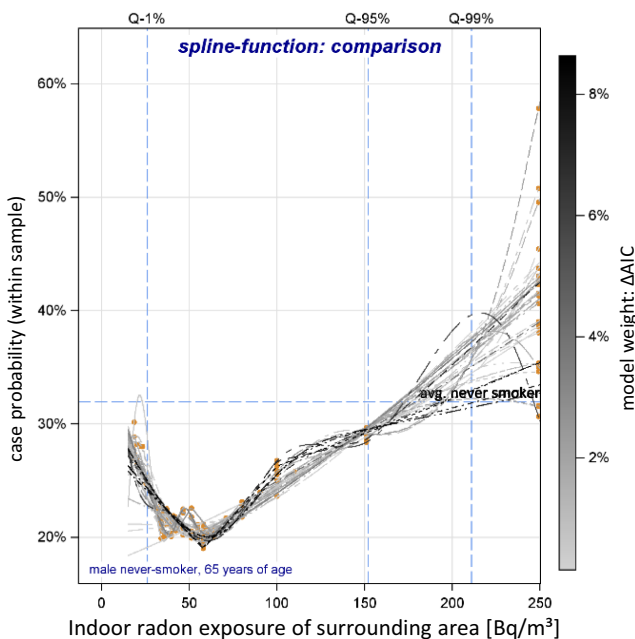 Q-1% Q-95% Q-99%
spline-function: comparison
60%
50%
40%
30%
20%
case probability (within sample)
avg. never smoker
male never-smoker, 65 years of age
0 50 100 150 200 250
Indoor radon exposure of surrounding area [Bq/m³]
8%
6%
4%
2%
model weight: ΔAIC